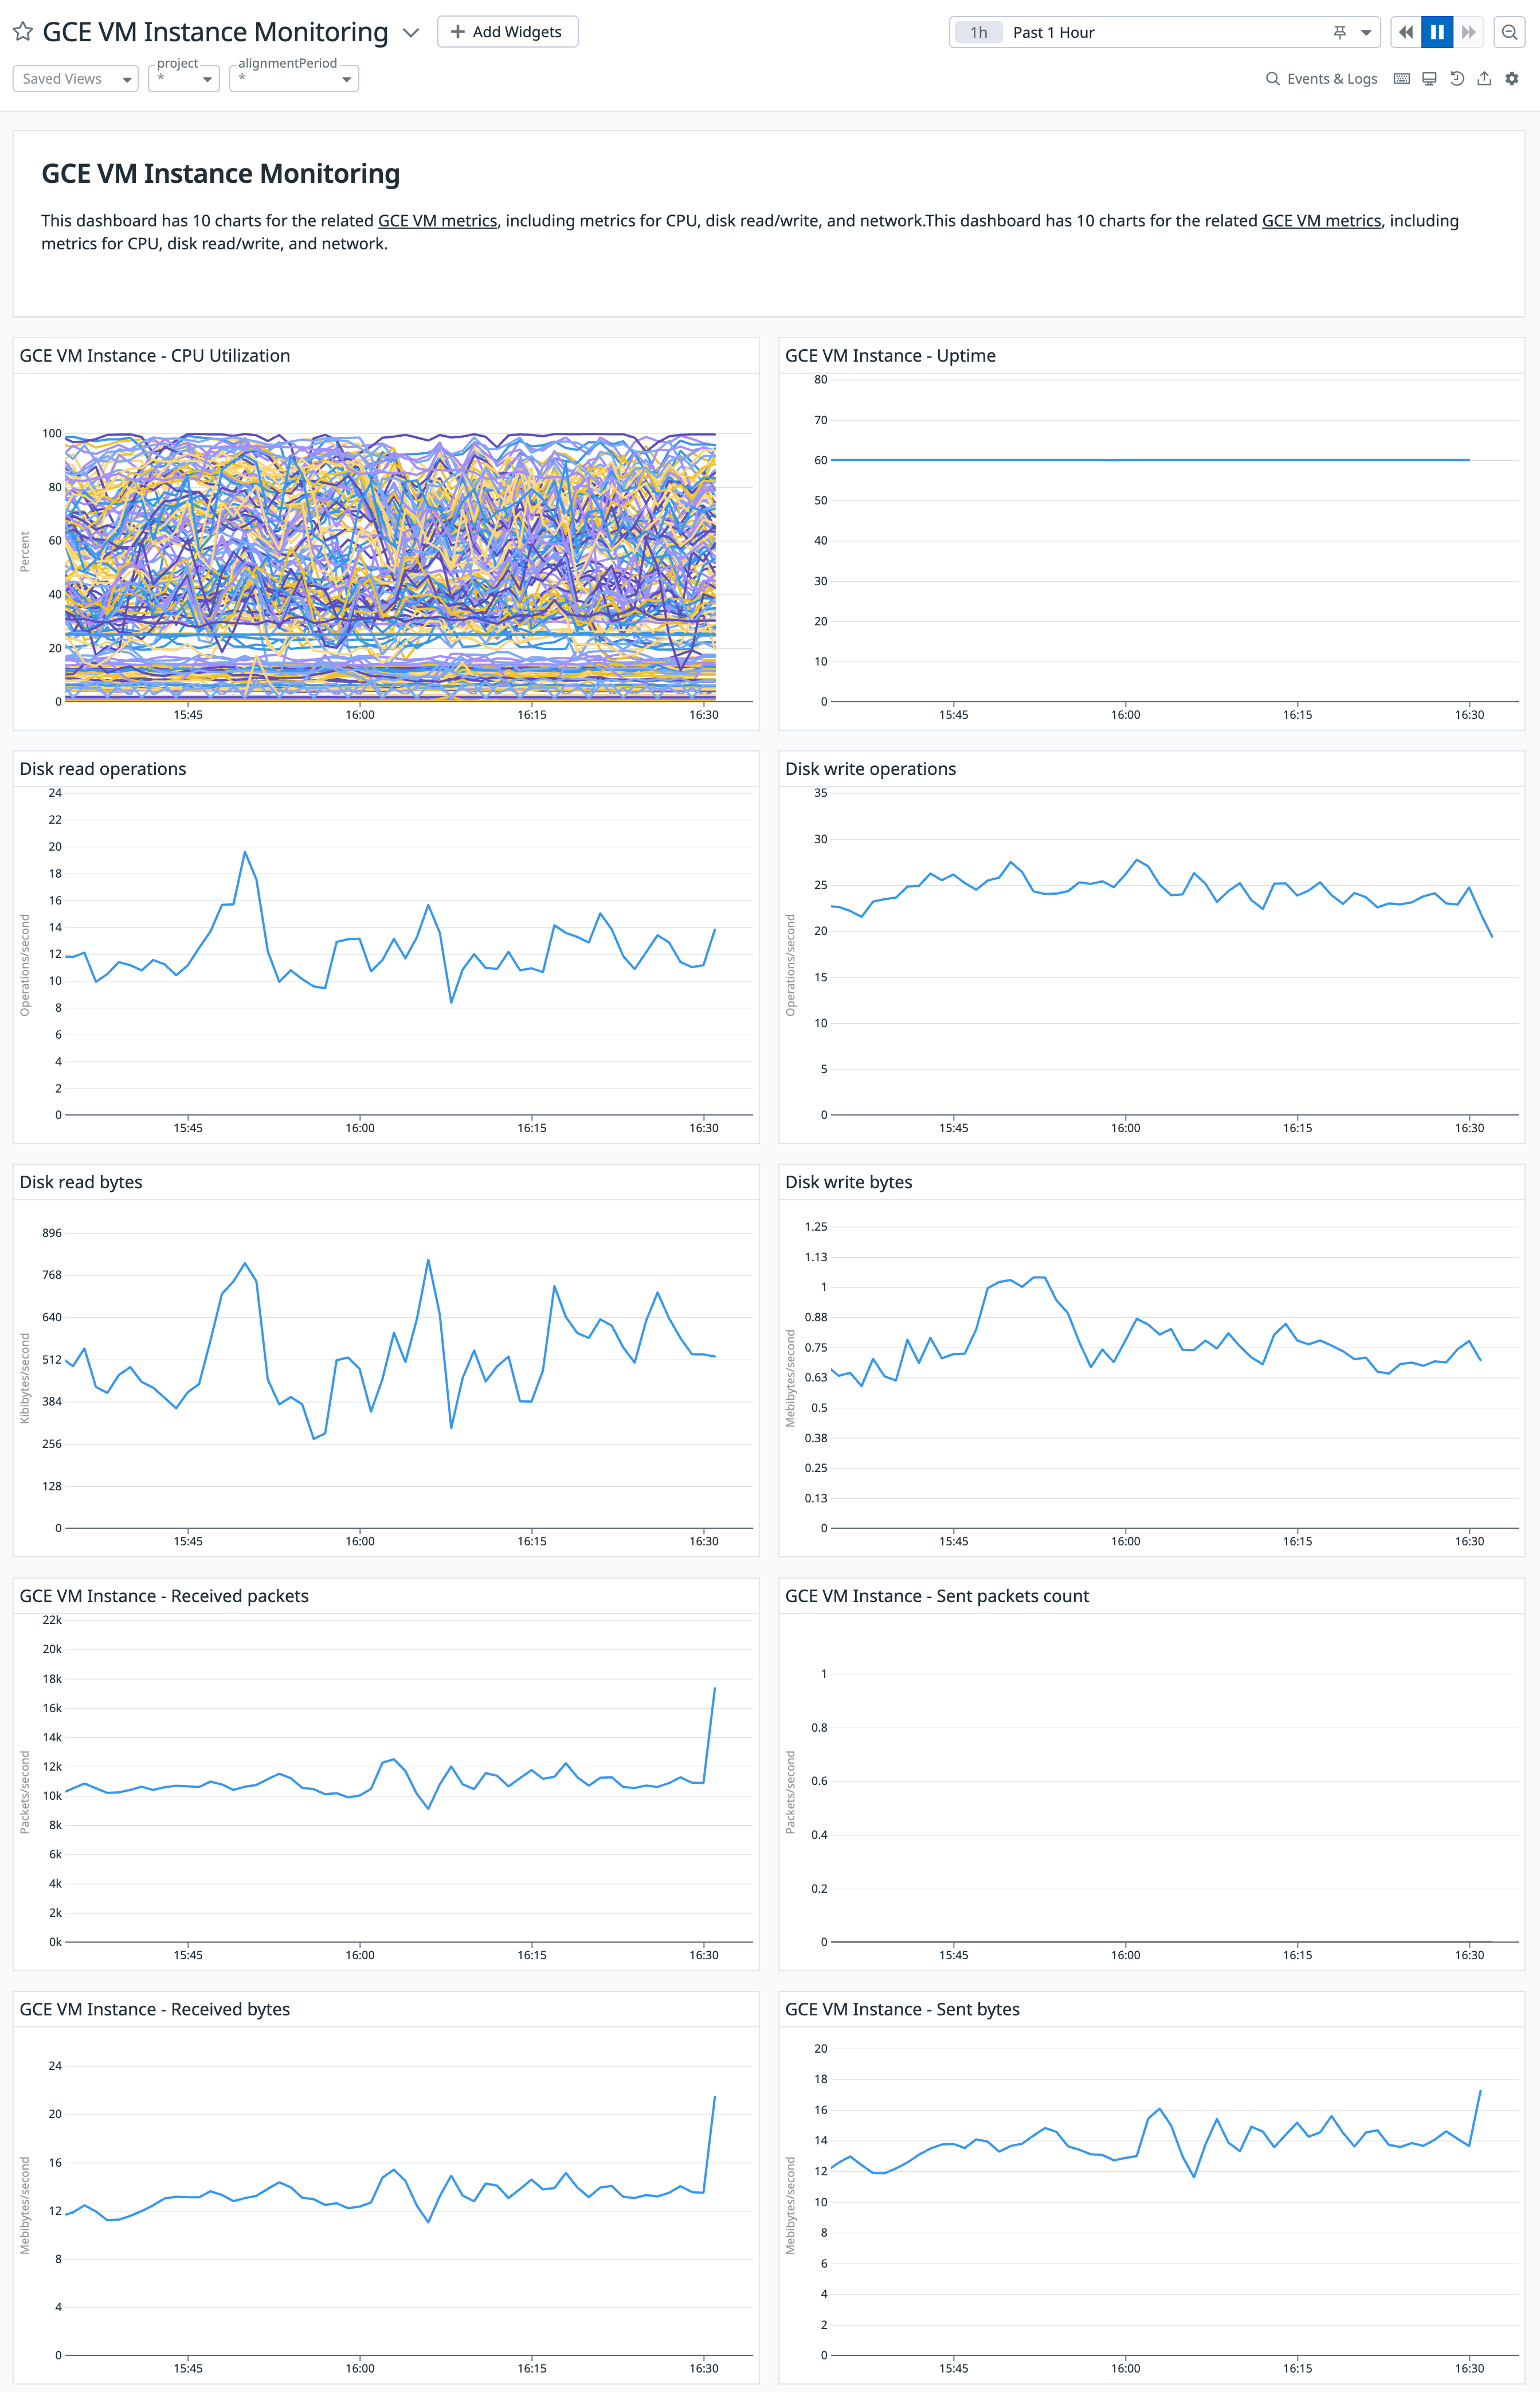 GCE VM Instance Monitoring
Add Widgets
1h Past 1 Hour
Saved Views
project
*
alignmentPeriod
*
Events & Logs
GCE VM Instance Monitoring
This dashboard has 10 charts for the related GCE VM metrics, including metrics for CPU, disk read/write, and network.This dashboard has 10 charts for the related GCE VM metrics, including
metrics for CPU, disk read/write, and network.
GCE VM Instance - CPU Utilization
Percent
100
80
60
40
20
0
15:45 16:00 16:15 16:30
GCE VM Instance - Uptime
80
70
60
50
40
30
20
10
0
15:45 16:00 16:15 16:30
Disk read operations
Operations/second
24
22
20
18
16
14
12
10
8
6
4
2
0
15:45 16:00 16:15 16:30
Disk write operations
Operations/second
35
30
25
20
15
10
5
0
15:45 16:00 16:15 16:30
Disk read bytes
Kibibytes/second
896
768
640
512
384
256
128
0
15:45 16:00 16:15 16:30
Disk write bytes
Mebibytes/second
1.25
1.13
1
0.88
0.75
0.63
0.5
0.38
0.25
0.13
0
15:45 16:00 16:15 16:30
GCE VM Instance - Received packets
Packets/second
22k
20k
18k
16k
14k
12k
10k
8k
6k
4k
2k
0k
15:45 16:00 16:15 16:30
GCE VM Instance - Sent packets count
Packets/second
1
0.8
0.6
0.4
0.2
0
15:45 16:00 16:15 16:30
GCE VM Instance - Received bytes
Mebibytes/second
24
20
16
12
8
4
0
15:45 16:00 16:15 16:30
GCE VM Instance - Sent bytes
Mebibytes/second
20
18
16
14
12
10
8
6
4
2
0
15:45 16:00 16:15 16:30